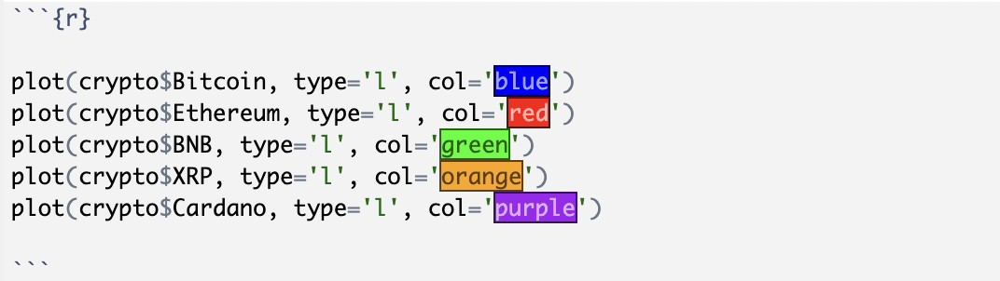 ```{r}
plot(crypto$Bitcoin, type='l', col='blue')
plot(crypto$Ethereum, type='l', col='red')
plot(crypto$BNB, type='l', col='green')
plot(crypto$XRP, type='l', col='orange')
plot(crypto$Cardano, type='l', col='purple')
```